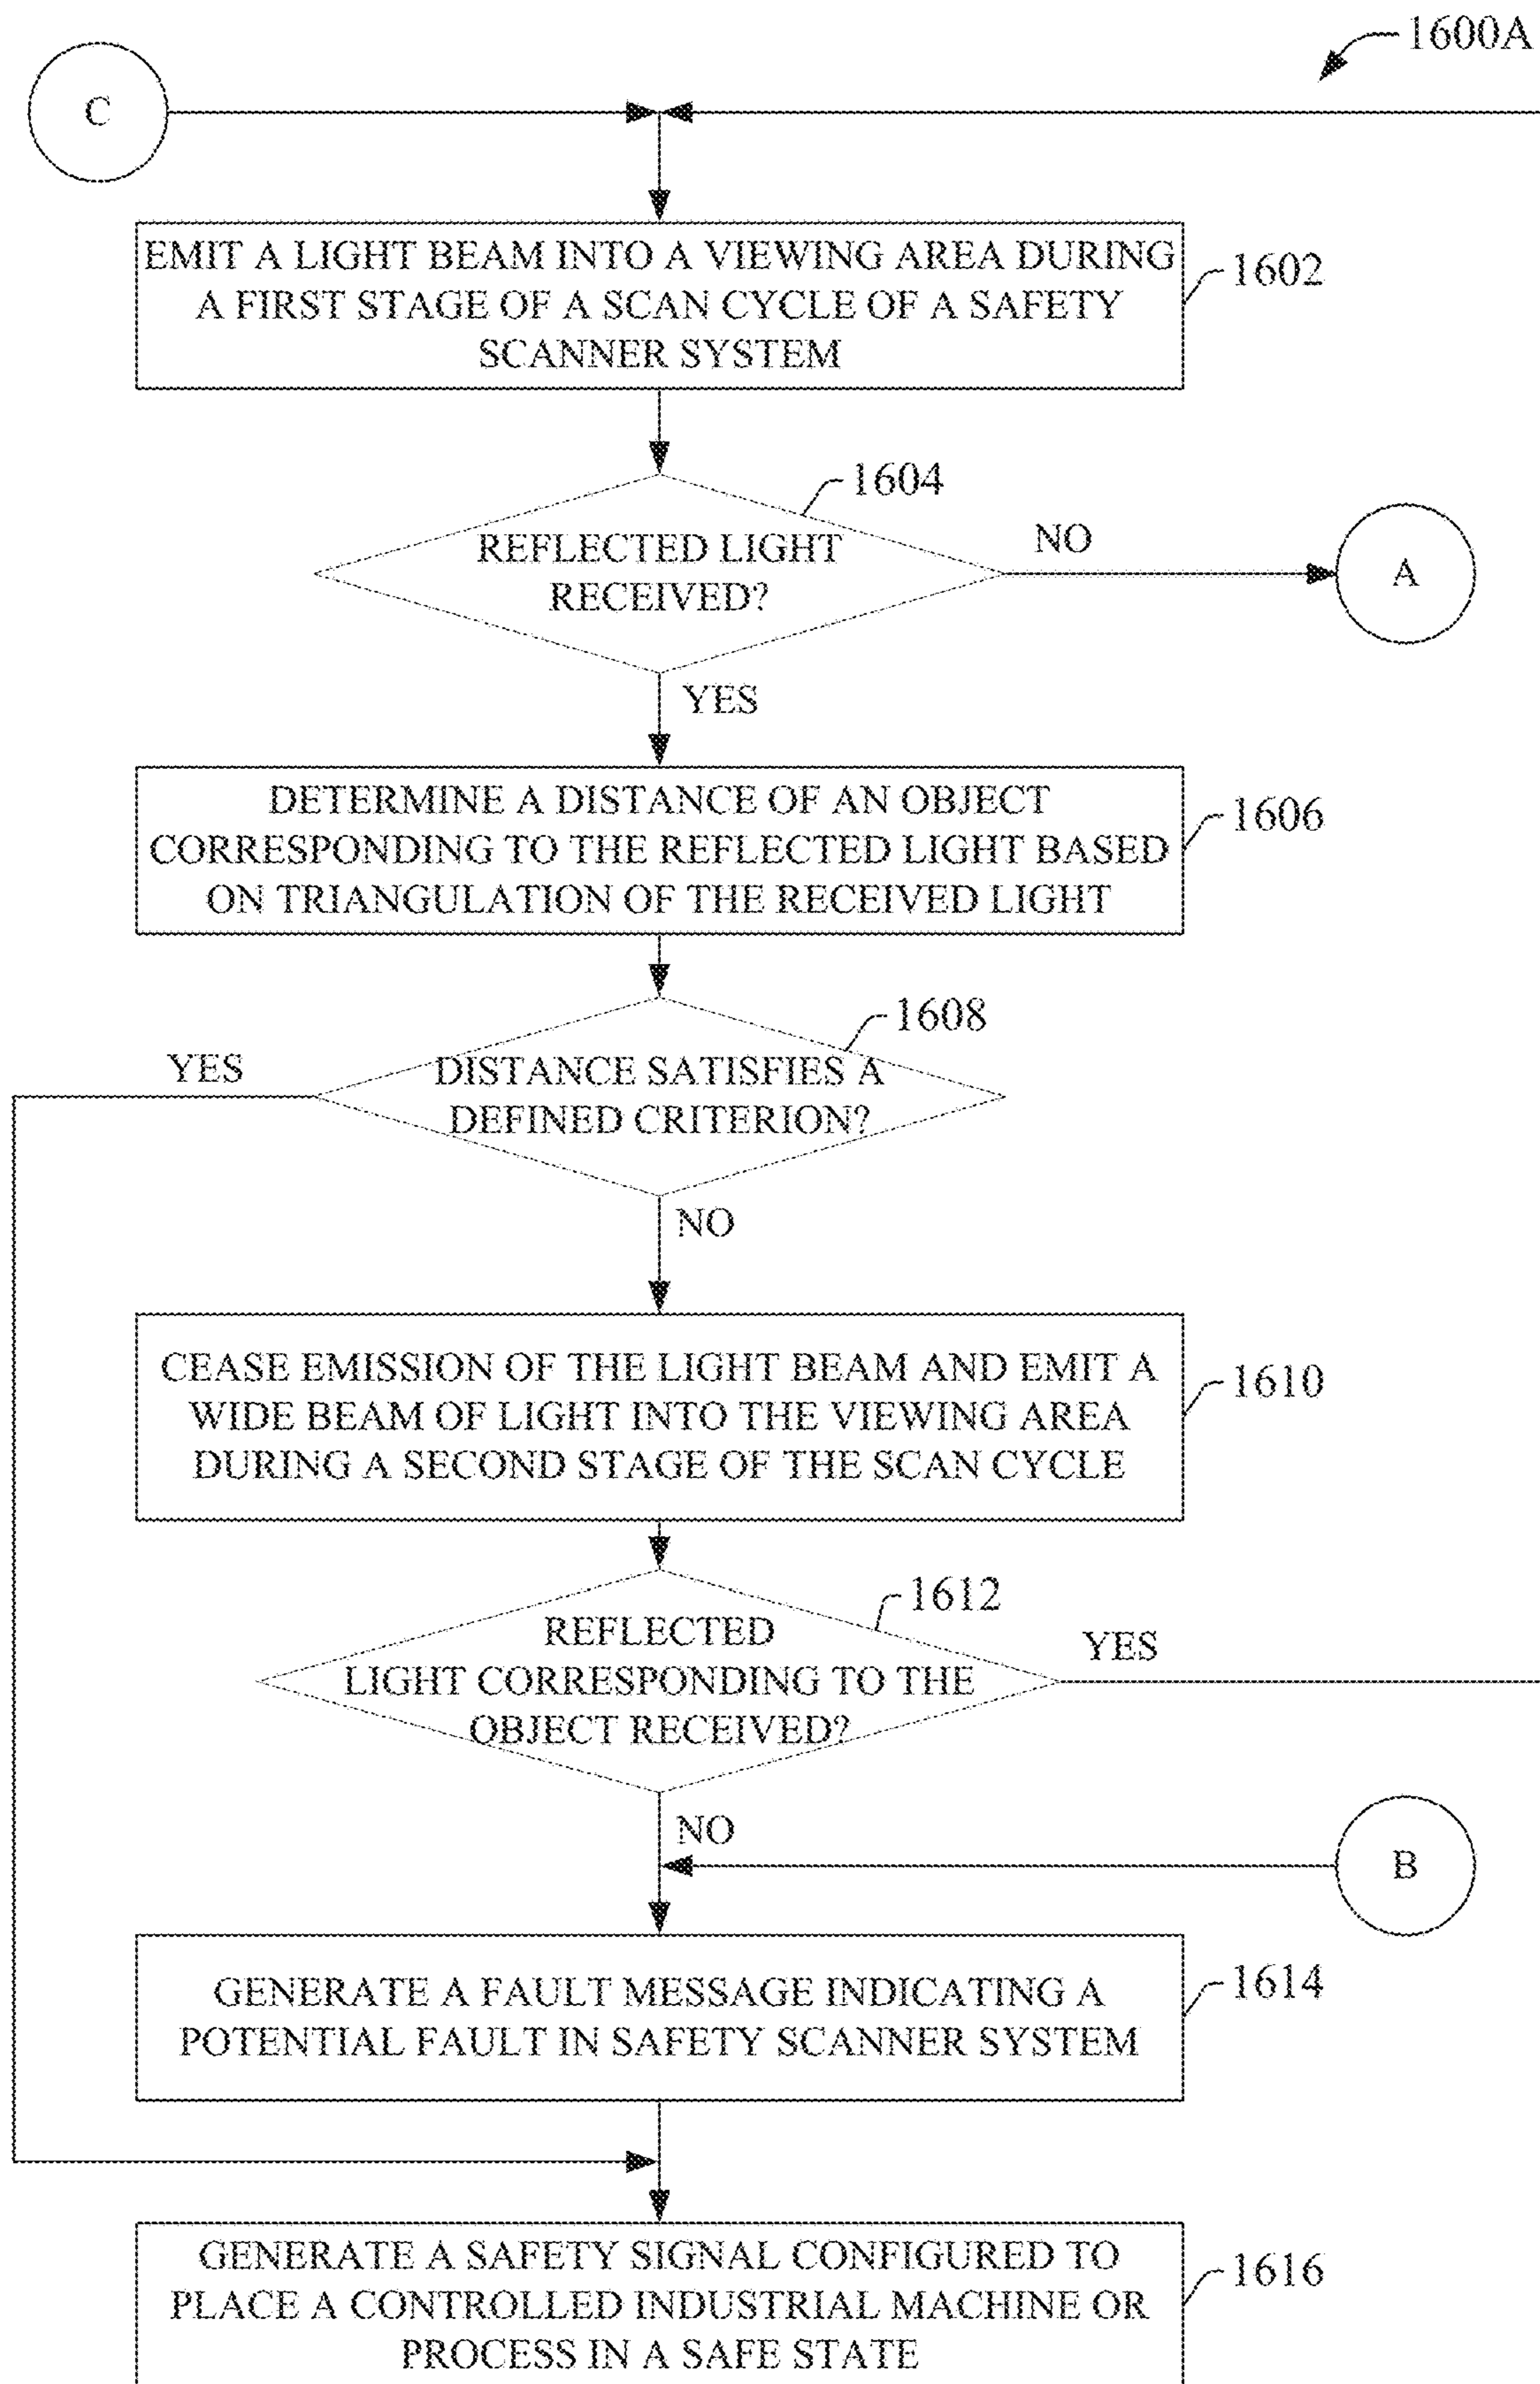 1600A
C
EMIT A LIGHT BEAM INTO A VIEWING AREA DURING
A FIRST STAGE OF A SCAN CYCLE OF A SAFETY
SCANNER SYSTEM
1602
1604
REFLECTED LIGHT
RECEIVED?
NO
A
YES
DETERMINE A DISTANCE OF AN OBJECT
CORRESPONDING TO THE REFLECTED LIGHT BASED
ON TRIANGULATION OF THE RECEIVED LIGHT
1606
1608
YES
DISTANCE SATISFIES A
DEFINED CRITERION?
NO
CEASE EMISSION OF THE LIGHT BEAM AND EMIT A
WIDE BEAM OF LIGHT INTO THE VIEWING AREA
DURING A SECOND STAGE OF THE SCAN CYCLE
1610
1612
REFLECTED
LIGHT CORRESPONDING TO THE
OBJECT RECEIVED?
YES
NO
B
GENERATE A FAULT MESSAGE INDICATING A
POTENTIAL FAULT IN SAFETY SCANNER SYSTEM
1614
GENERATE A SAFETY SIGNAL CONFIGURED TO
PLACE A CONTROLLED INDUSTRIAL MACHINE OR
PROCESS IN A SAFE STATE
1616